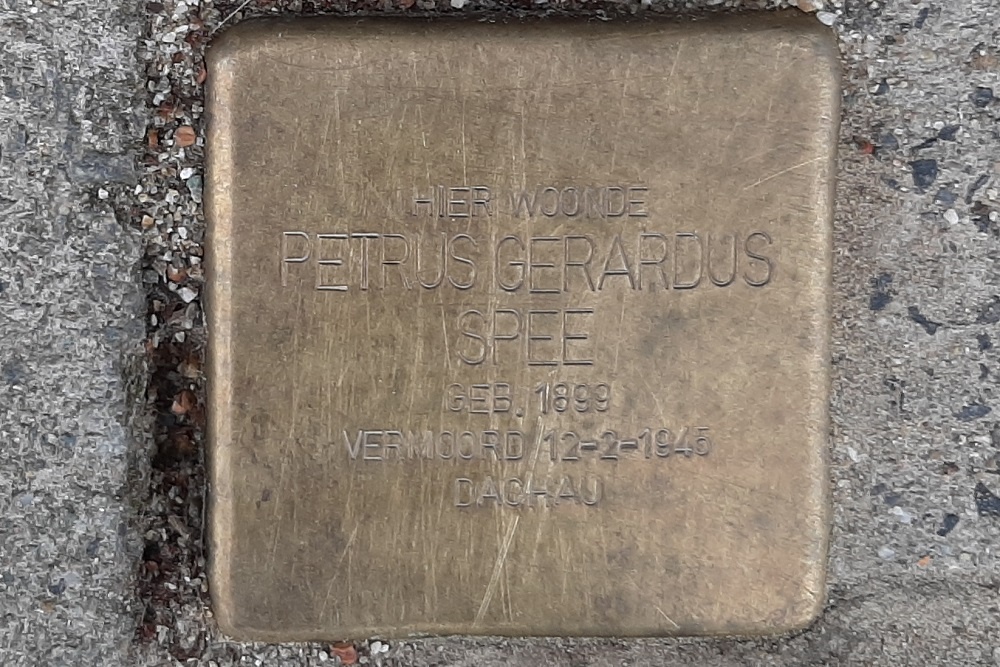 HIER WOONDE
PETRUS GERARDUS
SPEE
GEB. 1899
VERMOORD 12-2-1945
DACHAU